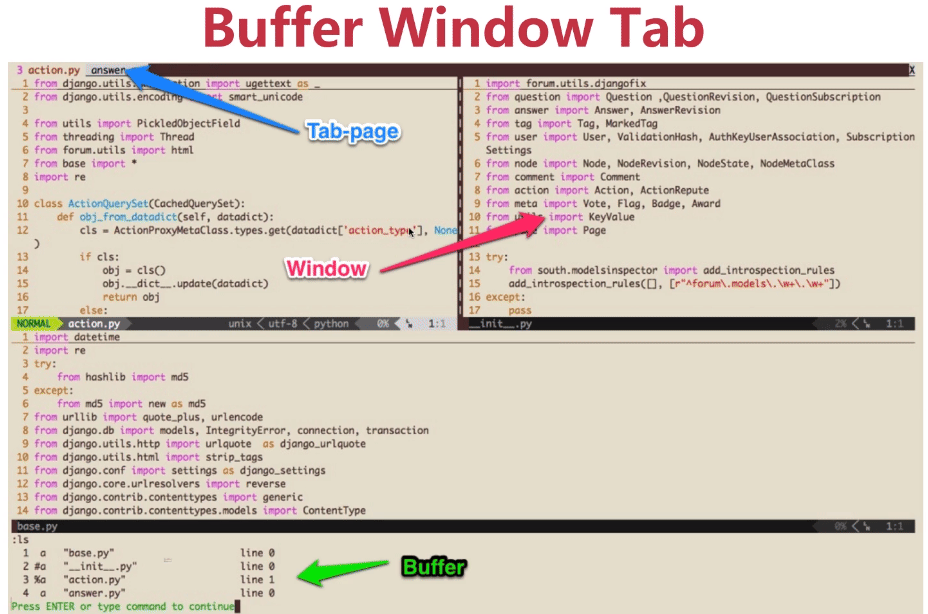 Buffer Window Tab
3 action.py answer X
1 from django.utils. import ugettext as _
2 from django.utils.encoding import smart_unicode
3
4 from utils import PickledObjectField
5 from threading import Thread
6 from forum.utils import html
7 from base import *
8 import re
9
10 class ActionQuerySet(CachedQuerySet):
11 def obj_from_datadict(self, datadict):
12 cls = ActionProxyMetaClass.types.get(datadict['action_type'], None
)
13 if cls:
14 obj = cls()
15 obj.__dict__.update(datadict)
16 return obj
17 else:
NORMAL action.py unix < utf-8 < python 0% 1:1
Tab-page
Window
1 import forum.utils.djangofix
2 from question import Question ,QuestionRevision, QuestionSubscription
3 from answer import Answer, AnswerRevision
4 from tag import Tag, MarkedTag
5 from user import User, ValidationHash, AuthKeyUserAssociation, Subscription
Settings
6 from node import Node, NodeRevision, NodeState, NodeMetaClass
7 from comment import Comment
8 from action import Action, ActionRepute
9 from meta import Vote, Flag, Badge, Award
10 from utils import KeyValue
11 import Page
12
13 try:
14 from south.modelsinspector import add_introspection_rules
15 add_introspection_rules([], [r"^forum\.models\.\w+\.\w+"])
16 except:
17 pass
__init__.py 2% 1:1
1 import datetime
2 import re
3 try:
4 from hashlib import md5
5 except:
6 from md5 import new as md5
7 from urllib import quote_plus, urlencode
8 from django.db import models, IntegrityError, connection, transaction
9 from django.utils.http import urlquote as django_urlquote
10 from django.utils.html import strip_tags
11 from django.conf import settings as django_settings
12 from django.core.urlresolvers import reverse
13 from django.contrib.contenttypes import generic
14 from django.contrib.contenttypes.models import ContentType
base.py 0% 1:1
:ls
1 a "base.py" line 0
2 #a "__init__.py" line 0
3 %a "action.py" line 1
4 a "answer.py" line 0
Press ENTER or type command to continue
Buffer